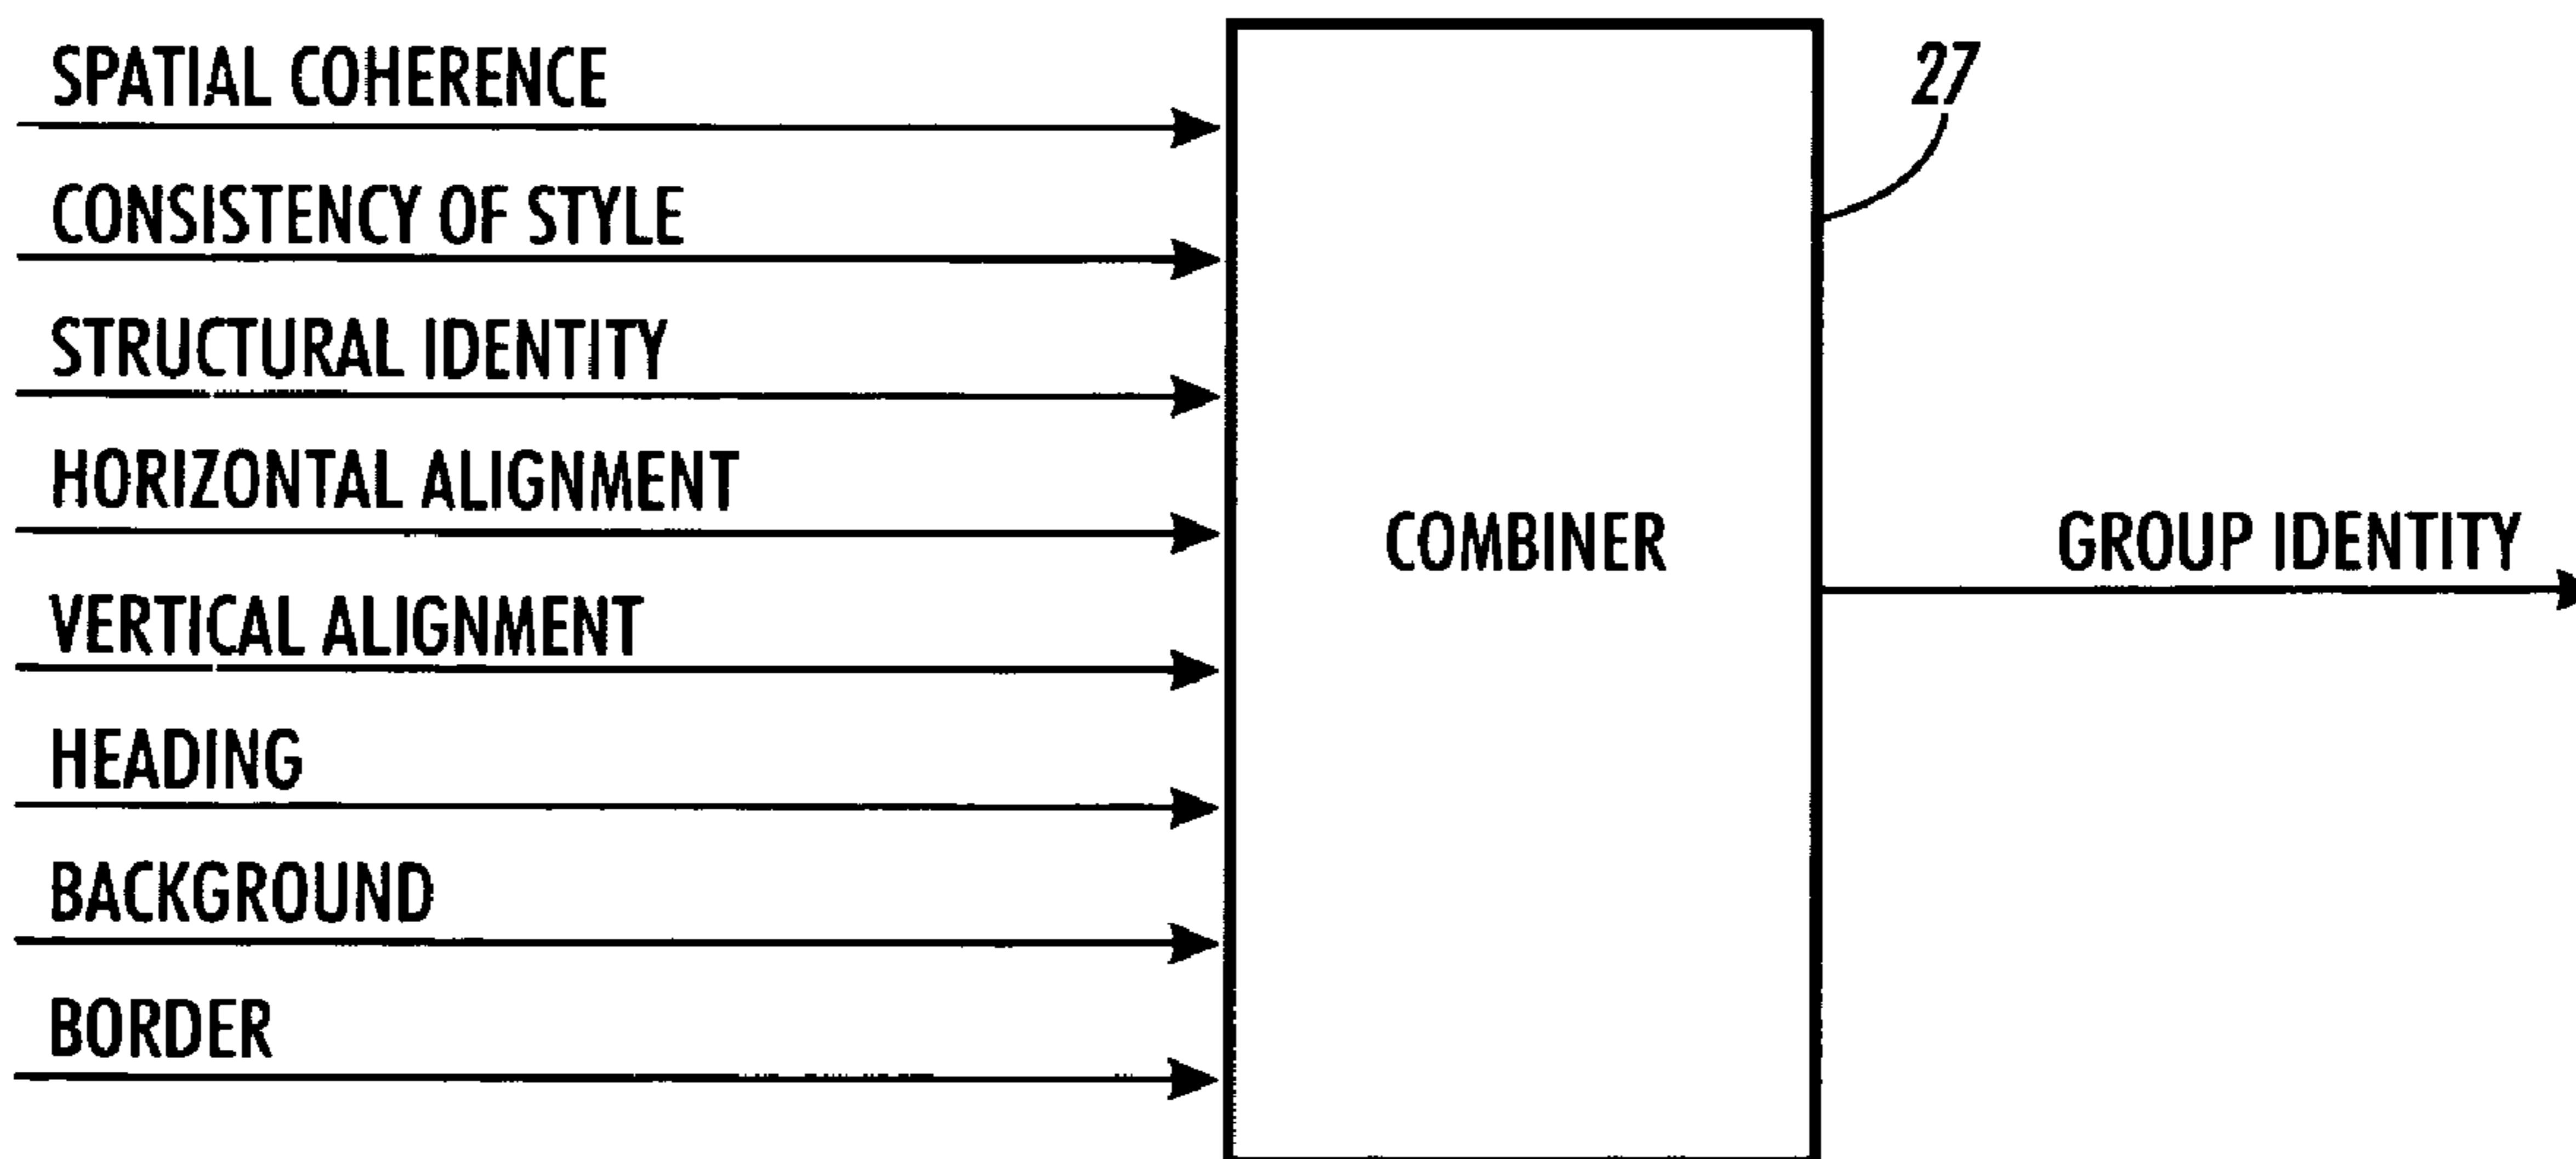 SPATIAL COHERENCE
CONSISTENCY OF STYLE
STRUCTURAL IDENTITY
HORIZONTAL ALIGNMENT
VERTICAL ALIGNMENT
HEADING
BACKGROUND
BORDER
COMBINER
27
GROUP IDENTITY